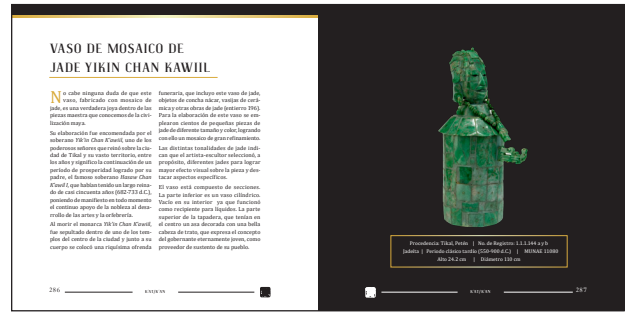 VASO DE MOSAICO DE
JADE YIKIN CHAN KAWIIL
No cabe ninguna duda de que este
vaso, fabricado con mosaico de
jade, es una verdadera joya dentro de las
piezas maestra que conocemos de la civi-
lización maya.
Su elaboración fue encomendada por el
soberano Yik'in Chan K'awiil, uno de los
poderosos señores que reinó sobre la ciu-
dad de Tikal y su vasto territorio, entre
los años y significa la continuación de un
período de prosperidad logrado por su
padre, el famoso soberano Hasaw Chan
K'awil I, que habían tenido un largo reina-
do de casi cincuenta años (682-733 d.C.),
poniendo de manifiesto en todo momento
el continuo apoyo de la nobleza al desa-
rrollo de las artes y la orfebrería.
Al morir el monarca Yik'in Chan K'awiil,
fue sepultado dentro de uno de los tem-
plos del centro de la ciudad y junto a su
cuerpo se colocó una riquísima ofrenda
funeraria, que incluyo este vaso de jade,
objetos de concha nácar, vasijas de cerá-
mica y otras obras de jade (entierro 196).
Para la elaboración de este vaso se em-
plearon cientos de pequeñas piezas de
jade de diferente tamaño y color, logrando
con ello un mosaico de gran refinamiento.
Las distintas tonalidades de jade indi-
can que el artista-escultor seleccionó, a
propósito, diferentes jades para lograr
mayor efecto visual sobre la pieza y des-
tacar aspectos específicos.
El vaso está compuesto de secciones.
La parte inferior es un vaso cilíndrico.
Vacío en su interior ya que funcionó
como recipiente para líquidos. La parte
superior de la tapadera, que tenían en
el centro un asa decorada con una bella
cabeza de trato, que expresa el concepto
del gobernante eternamente joven, como
proveedor de sustento de su pueblo.
286
Procedencia: Tikal, Petén | No. de Registro: 1.1.1.144 a y b
Jadeíta | Período clásico tardío (550-900 d.C.) | MUNAE 11080
Alto 24.2 cm | Diámetro 110 cm
287